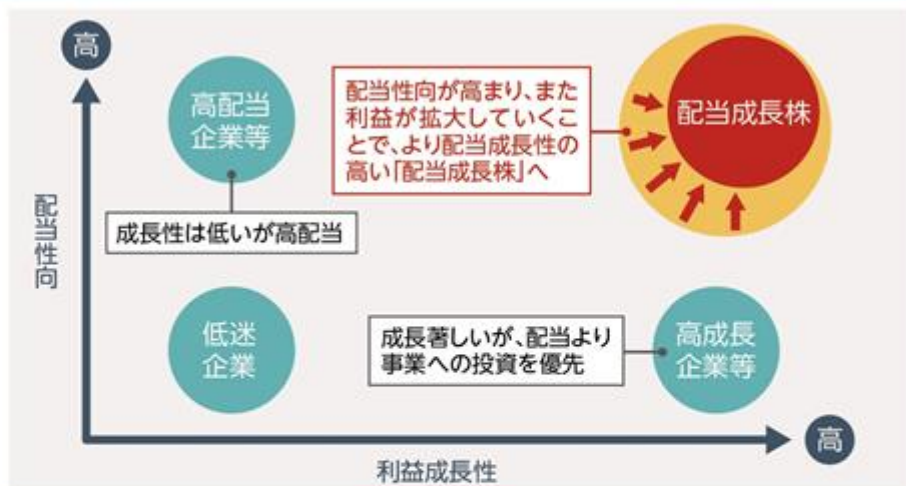 高
高配当
企業等
成長性は低いが高配当
配当性向が高まり、また
利益が拡大していくこ
とで、より配当成長性の
高い「配当成長株」へ
配当成長株
配当性向
低迷
企業
成長著しいが、配当より
事業への投資を優先
高成長
企業等
高
利益成長性